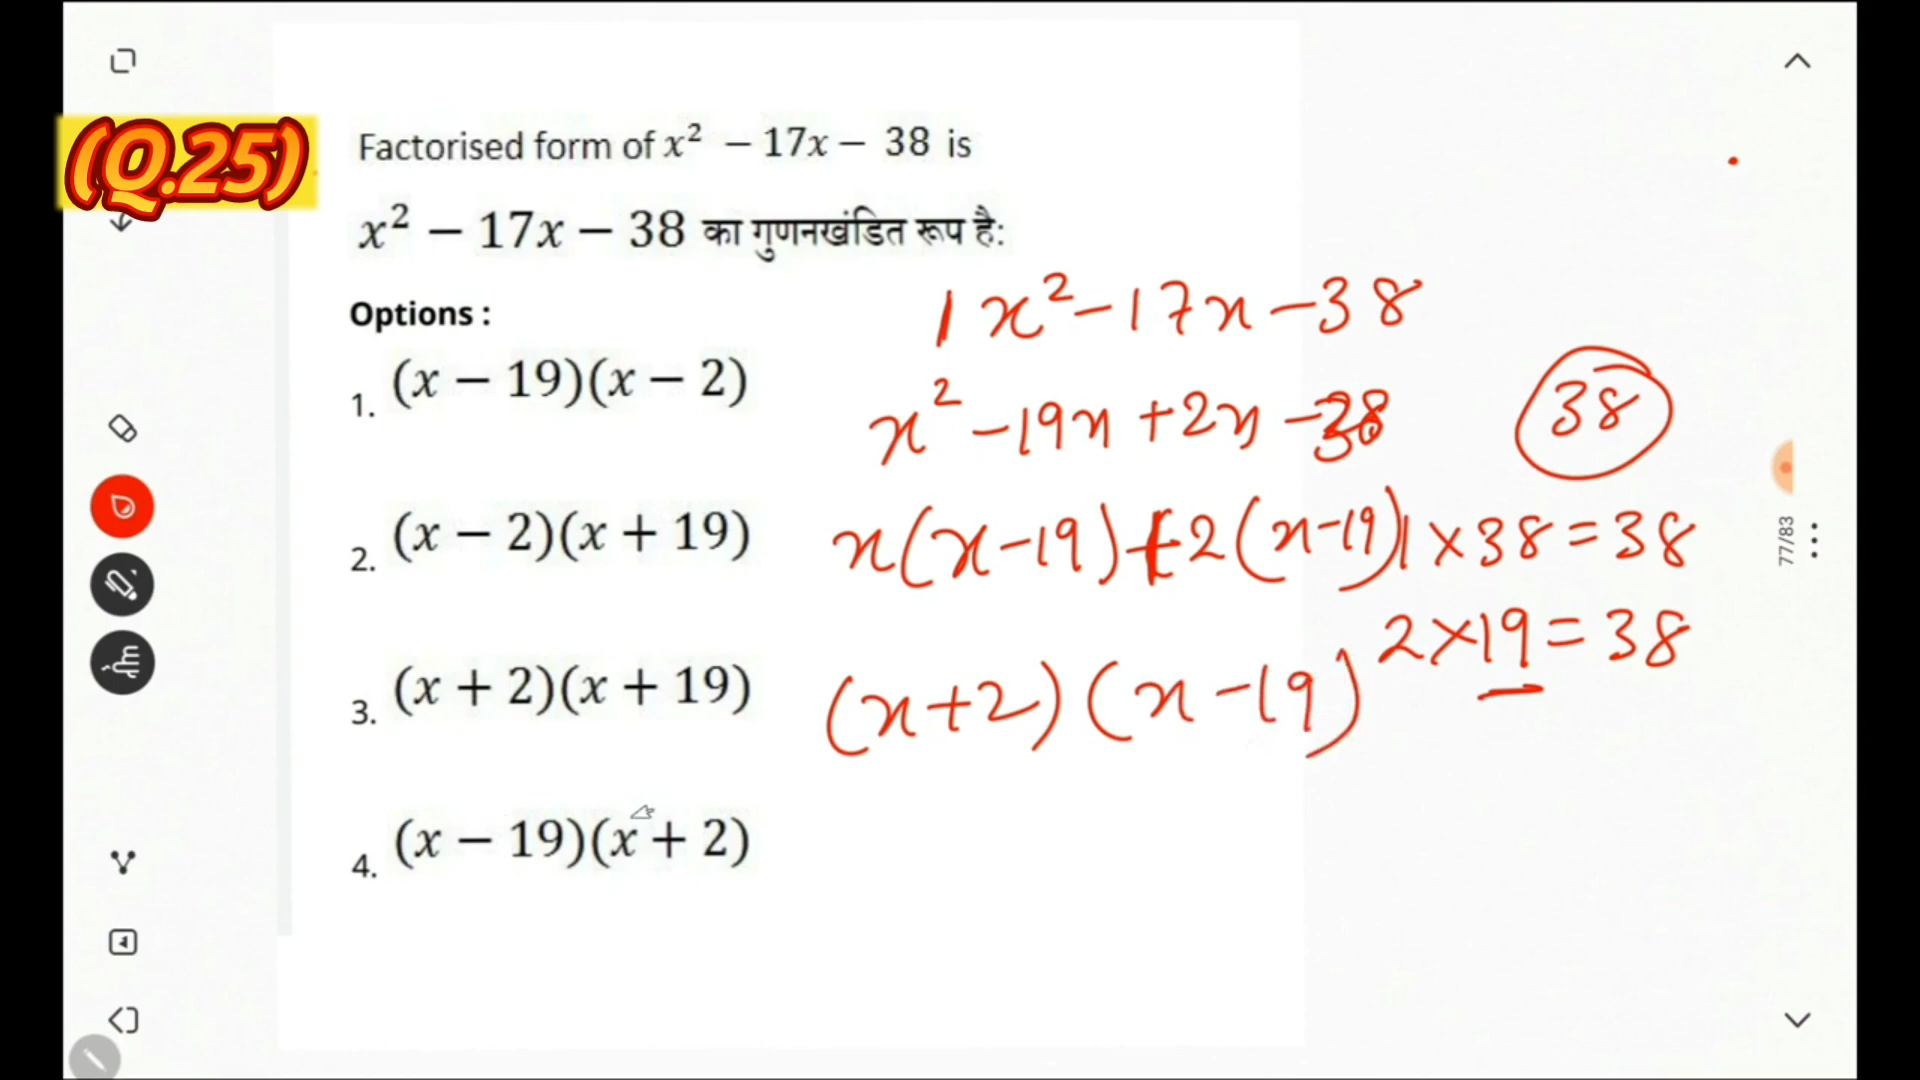 (Q.25)
Factorised form of x² − 17x − 38 is
x² − 17x − 38 का गुणनखंडित रूप है:
Options :
1. (x − 19)(x − 2)
2. (x − 2)(x + 19)
3. (x + 2)(x + 19)
4. (x − 19)(x + 2)
1x² − 17x − 38
x² − 19x + 2x − 38
38
x(x − 19) + 2(x − 19)
1 × 38 = 38
2 × 19 = 38
(x + 2)(x − 19)
77/83